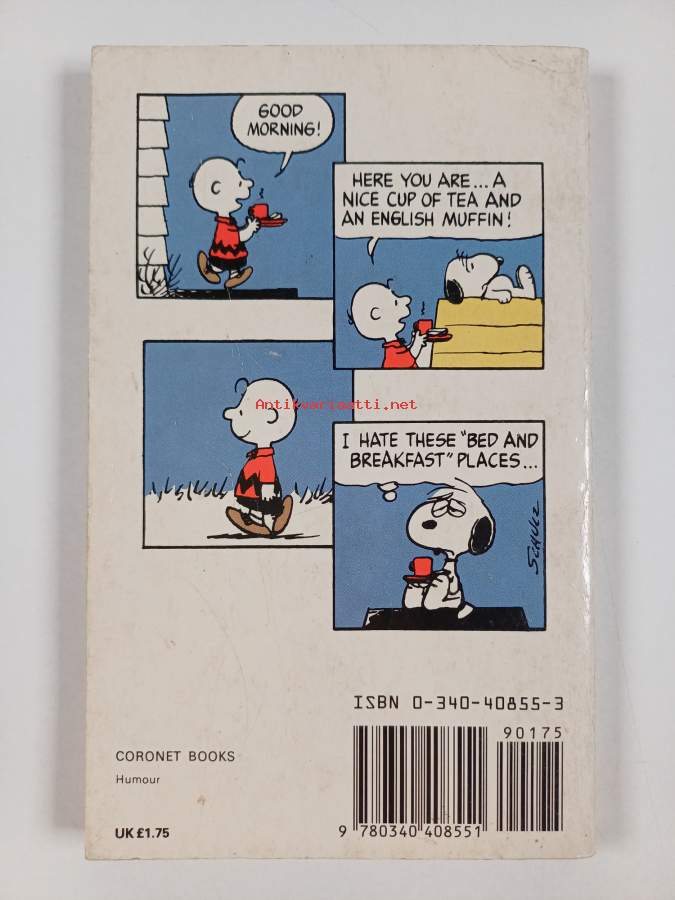 GOOD
MORNING!
HERE YOU ARE... A
NICE CUP OF TEA AND
AN ENGLISH MUFFIN!
Antikvariaatti.net
I HATE THESE "BED AND
BREAKFAST" PLACES...
SCHULZ
ISBN 0-340-40855-3
90175
CORONET BOOKS
Humour
UK £1.75
9 780340 408551